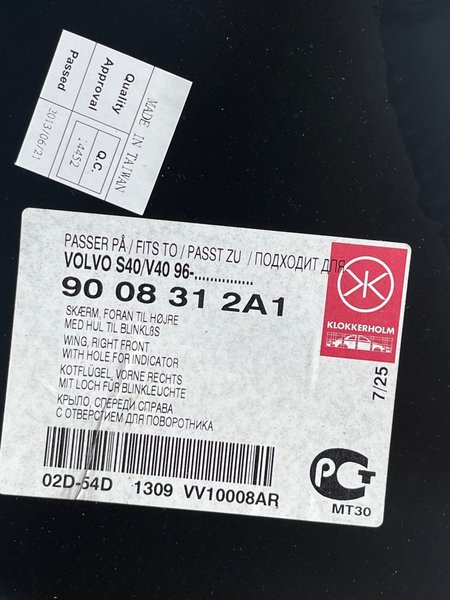 MADE IN TAIWAN
Quality Approval
Q.C.
14452
Passed
2013/06/21
PASSER PÅ / FITS TO / PASST ZU / ПОДХОДИТ ДЛЯ
VOLVO S40/V40 96-...............
90 08 31 2A1
SKÆRM, FORAN TIL HØJRE
MED HUL TIL BLINKLØS
WING, RIGHT FRONT
WITH HOLE FOR INDICATOR
KOTFLÜGEL, VORNE RECHTS
MIT LOCH FÜR BLINKLEUCHTE
КРЫЛО СПЕРЕДИ СПРАВА
С ОТВЕРСТИЕМ ДЛЯ ПОВОРОТНИКА
02D-54D 1309 VV10008AR
KLOKKERHOLM
7/25
РСТ
MT30